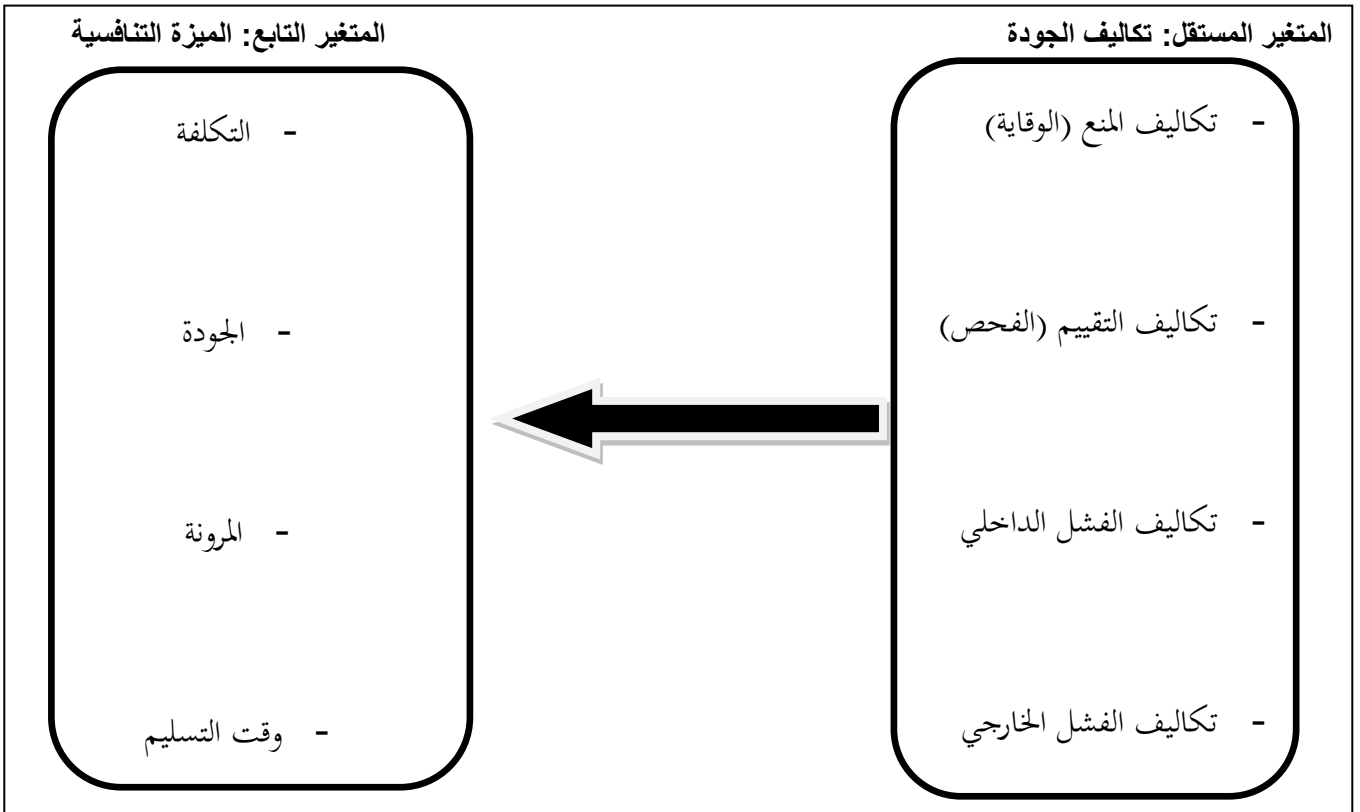 المتغير المستقل: تكاليف الجودة
- تكاليف المنع (الوقاية)
- تكاليف التقييم (الفحص)
- تكاليف الفشل الداخلي
- تكاليف الفشل الخارجي
المتغير التابع: الميزة التنافسية
- التكلفة
- الجودة
- المرونة
- وقت التسليم